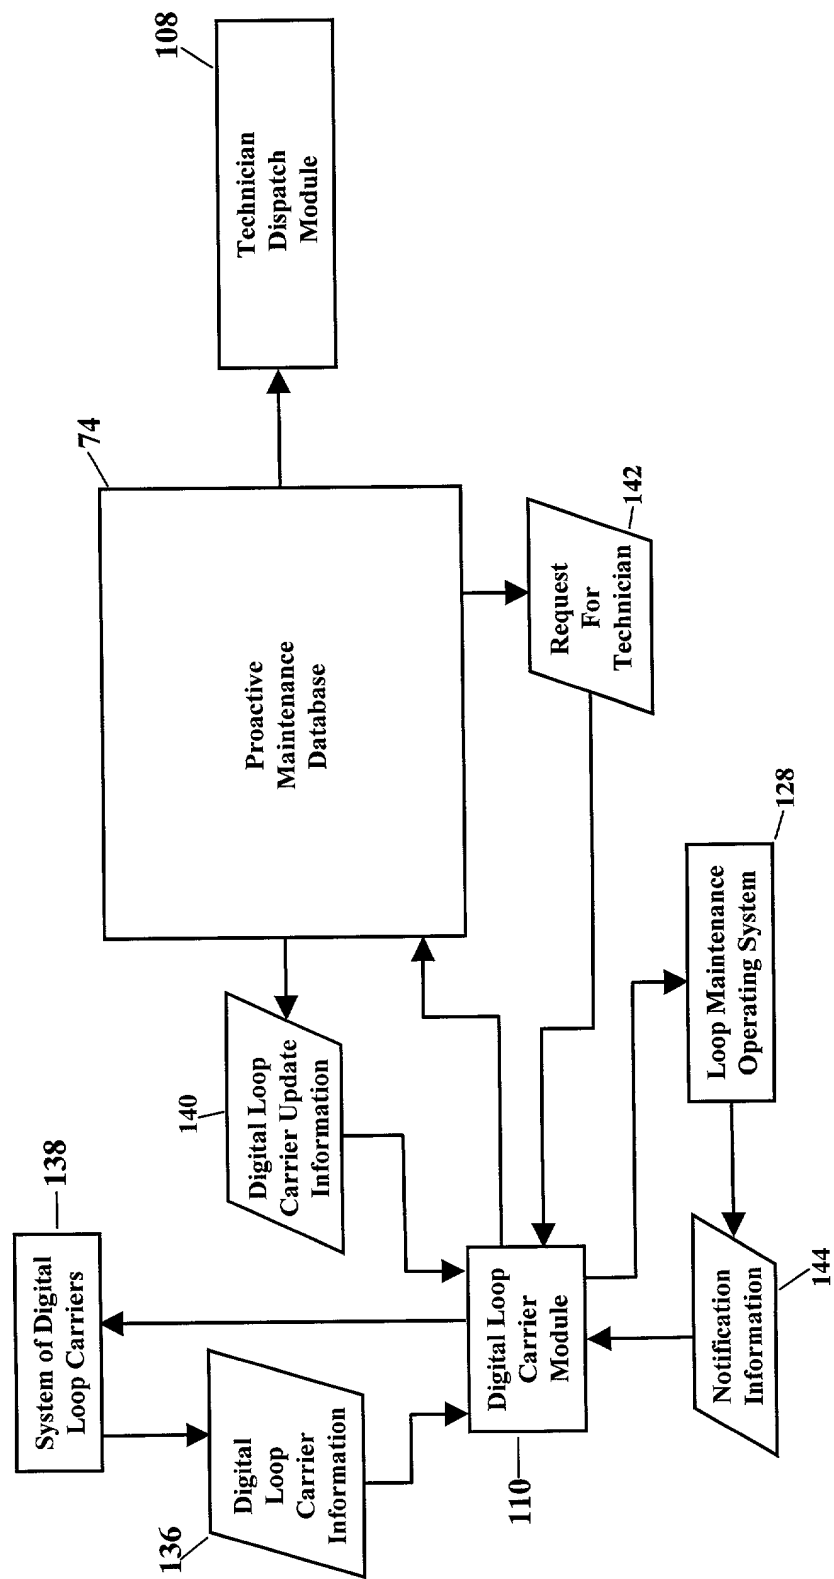 138
System of Digital
Loop Carriers
136
Digital
Loop
Carrier
Information
140
Digital Loop
Carrier Update
Information
110
Digital Loop
Carrier
Module
144
Notification
Information
74
Proactive
Maintenance
Database
142
Request
For
Technician
128
Loop Maintenance
Operating System
108
Technician
Dispatch
Module